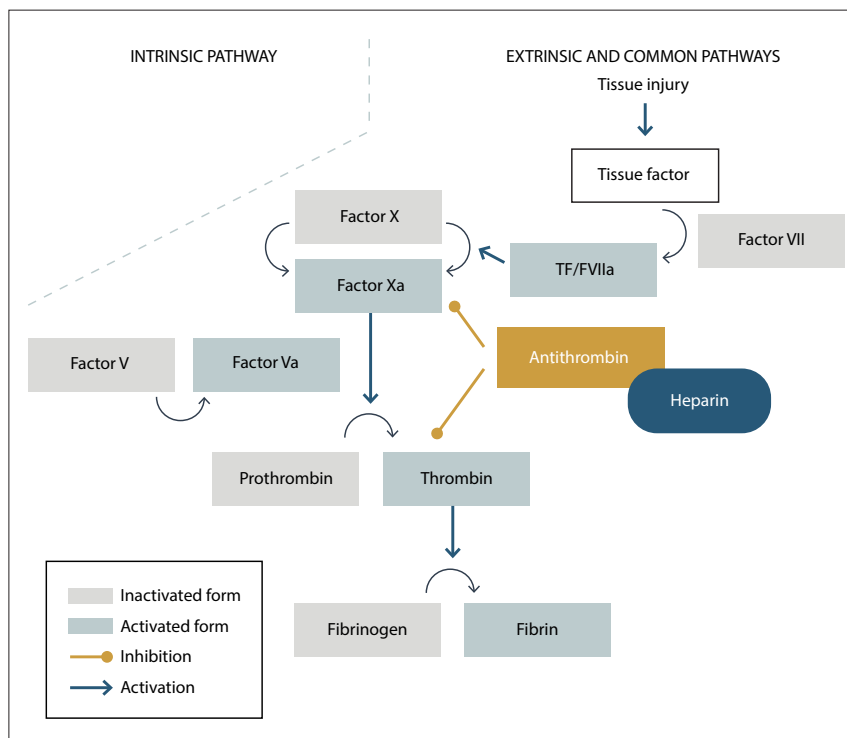 INTRINSIC PATHWAY
EXTRINSIC AND COMMON PATHWAYS
Tissue injury
Tissue factor
Factor X
Factor VII
TF/FVIIa
Factor Xa
Antithrombin
Factor V
Factor Va
Heparin
Prothrombin
Thrombin
Inactivated form
Activated form
Inhibition
Activation
Fibrinogen
Fibrin